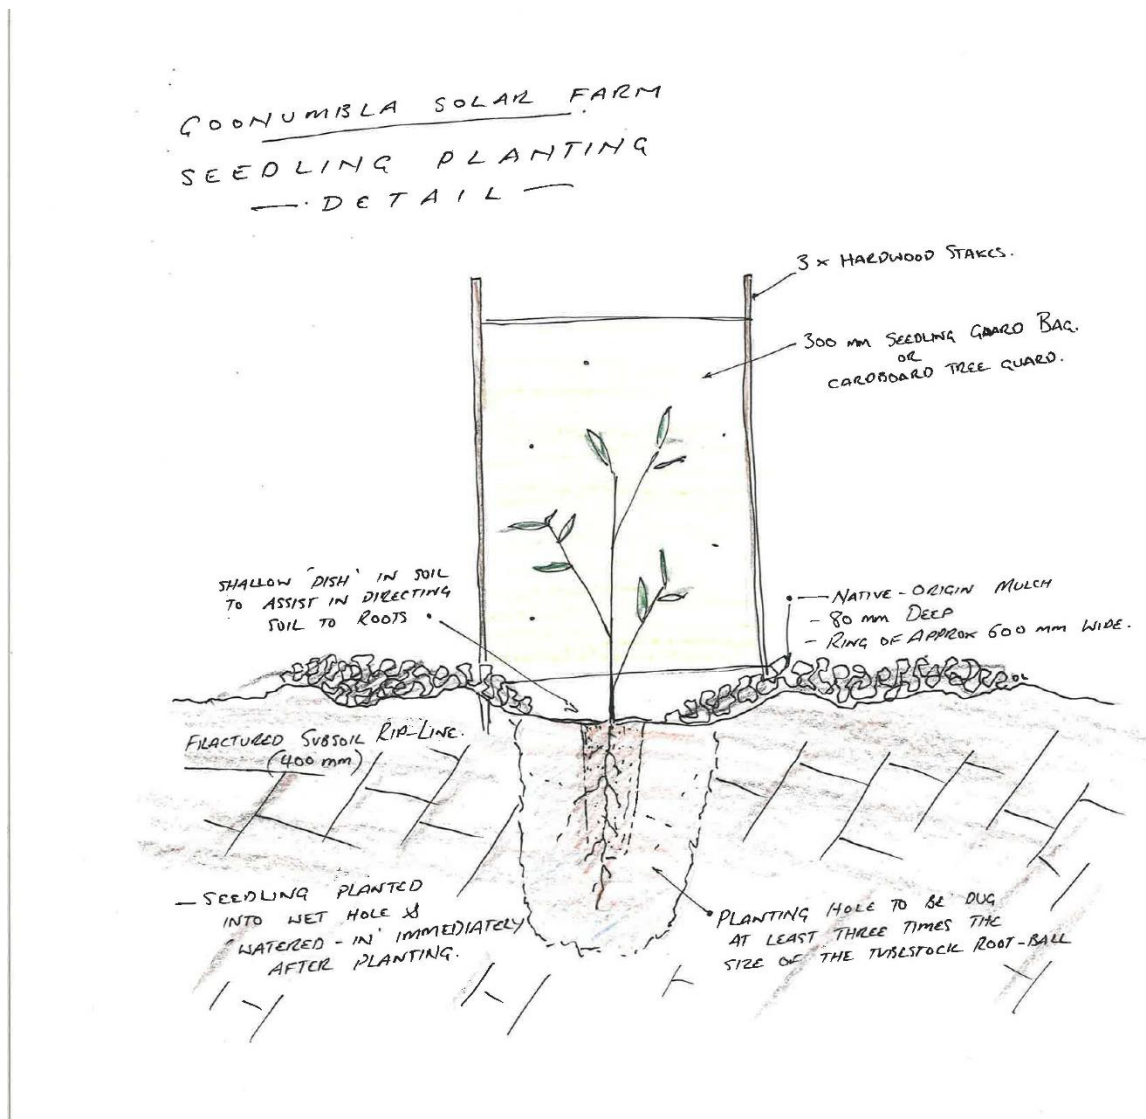 GOONUMBLA SOLAR FARM
SEEDLING PLANTING
DETAIL
3 x HARDWOOD STAKES.
300 mm SEEDLING GUARD BAG.
OR
CARDBOARD TREE GUARD.
SHALLOW 'DISH' IN SOIL
TO ASSIST IN DIRECTING
SOIL TO ROOTS
NATIVE-ORIGIN MULCH
- 80 mm DEEP
- RING OF APPROX 600 mm WIDE.
FRACTURED SUBSOIL RIP-LINE.
(400 mm)
- SEEDLING PLANTED
INTO WET HOLE &
'WATERED-IN' IMMEDIATELY
AFTER PLANTING.
PLANTING HOLE TO BE DUG
AT LEAST THREE TIMES THE
SIZE OF THE TUBESTOCK ROOT-BALL